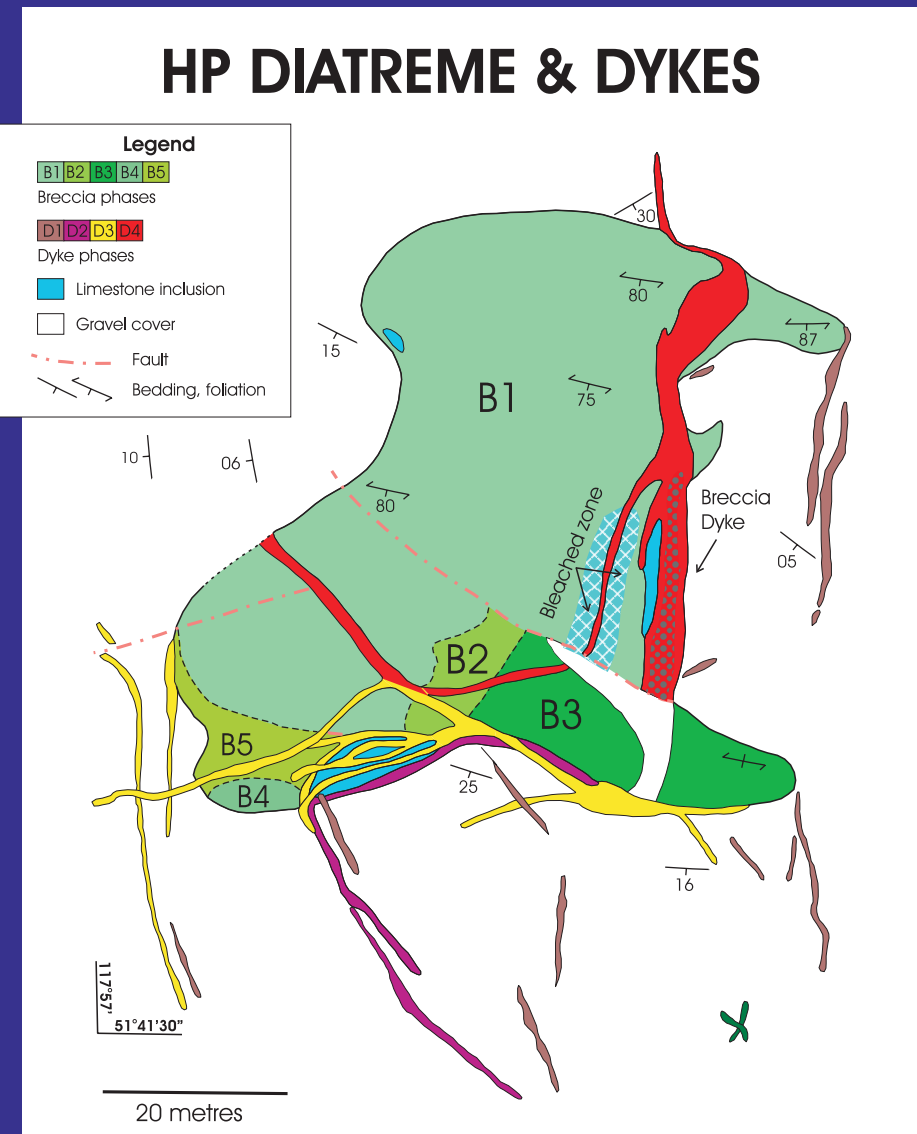 HP DIATREME & DYKES
Legend
B1 B2 B3 B4 B5
Breccia phases
D1 D2 D3 D4
Dyke phases
Limestone inclusion
Gravel cover
Fault
Bedding, foliation
30
80
87
15
75
B1
10
06
80
Breccia
Dyke
Bleached zone
05
B2
B3
B5
B4
25
16
117°57'
51°41'30"
20 metres